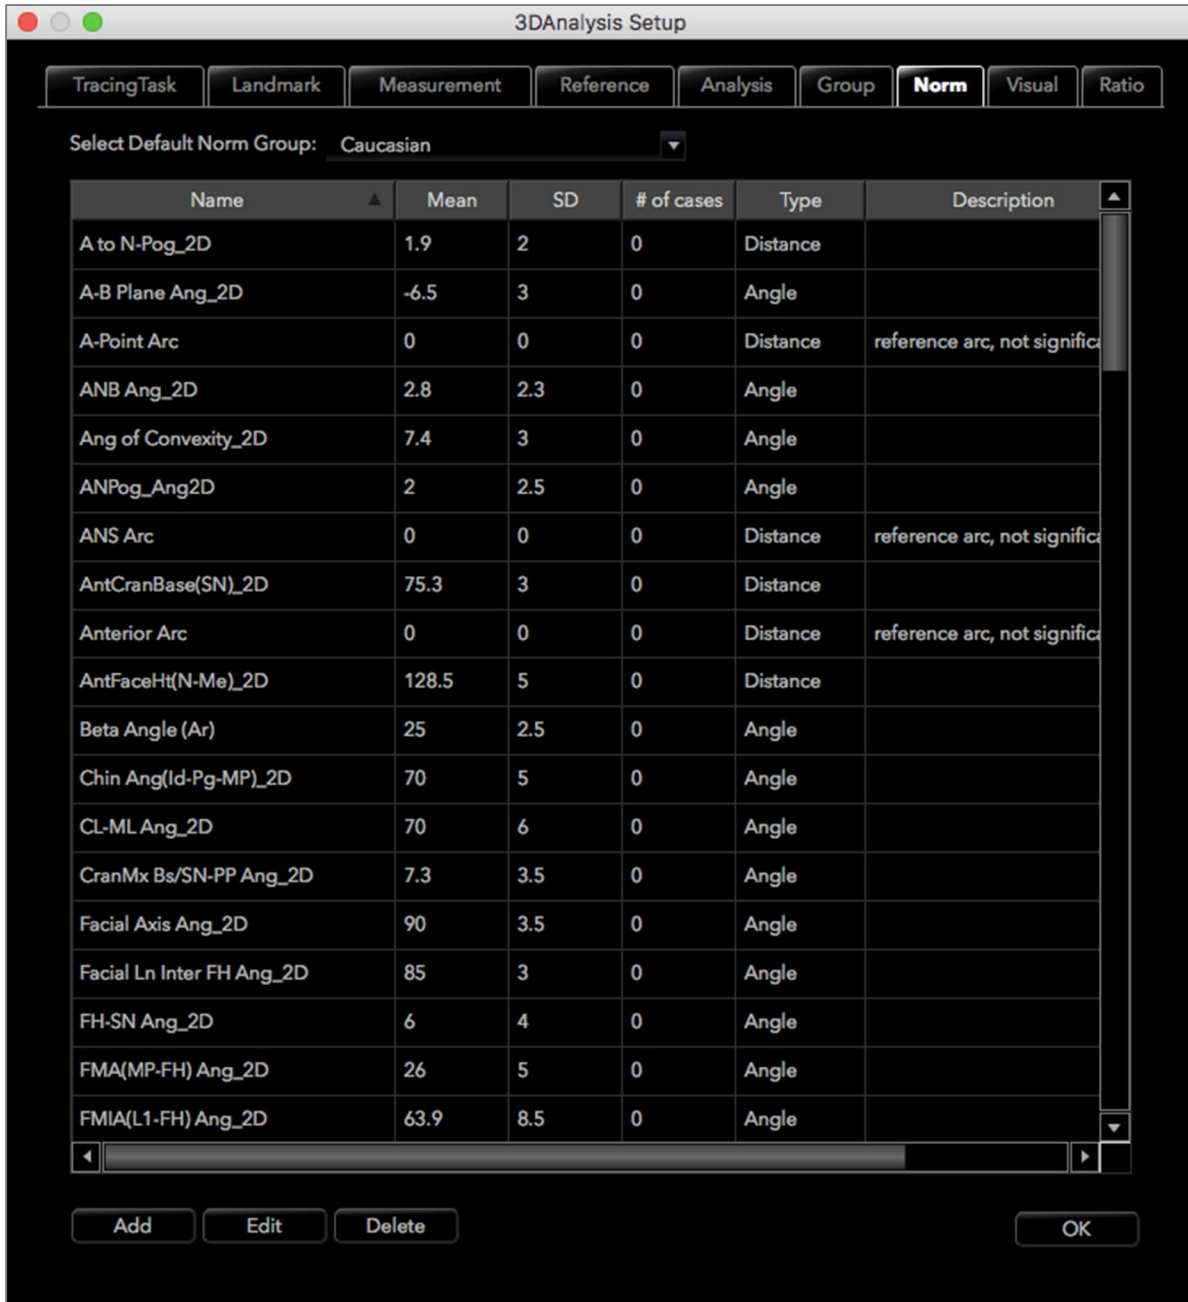 3DAnalysis Setup
TracingTask Landmark Measurement Reference Analysis Group Norm Visual Ratio
Select Default Norm Group: Caucasian
Name Mean SD # of cases Type Description
A to N-Pog_2D 1.9 2 0 Distance
A-B Plane Ang_2D -6.5 3 0 Angle
A-Point Arc 0 0 0 Distance reference arc, not significa
ANB Ang_2D 2.8 2.3 0 Angle
Ang of Convexity_2D 7.4 3 0 Angle
ANPog_Ang2D 2 2.5 0 Angle
ANS Arc 0 0 0 Distance reference arc, not significa
AntCranBase(SN)_2D 75.3 3 0 Distance
Anterior Arc 0 0 0 Distance reference arc, not significa
AntFaceHt(N-Me)_2D 128.5 5 0 Distance
Beta Angle (Ar) 25 2.5 0 Angle
Chin Ang(Id-Pg-MP)_2D 70 5 0 Angle
CL-ML Ang_2D 70 6 0 Angle
CranMx Bs/SN-PP Ang_2D 7.3 3.5 0 Angle
Facial Axis Ang_2D 90 3.5 0 Angle
Facial Ln Inter FH Ang_2D 85 3 0 Angle
FH-SN Ang_2D 6 4 0 Angle
FMA(MP-FH) Ang_2D 26 5 0 Angle
FMIA(L1-FH) Ang_2D 63.9 8.5 0 Angle
Add Edit Delete OK